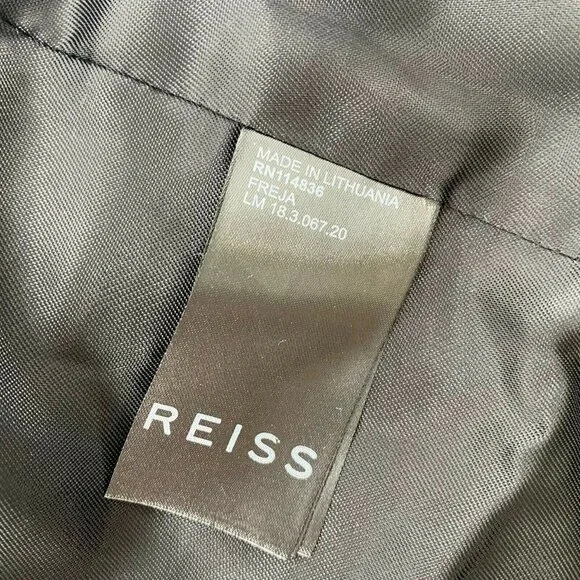 MADE IN LITHUANIA
RN114836
FREJA
LM 18.3.067.20
REISS